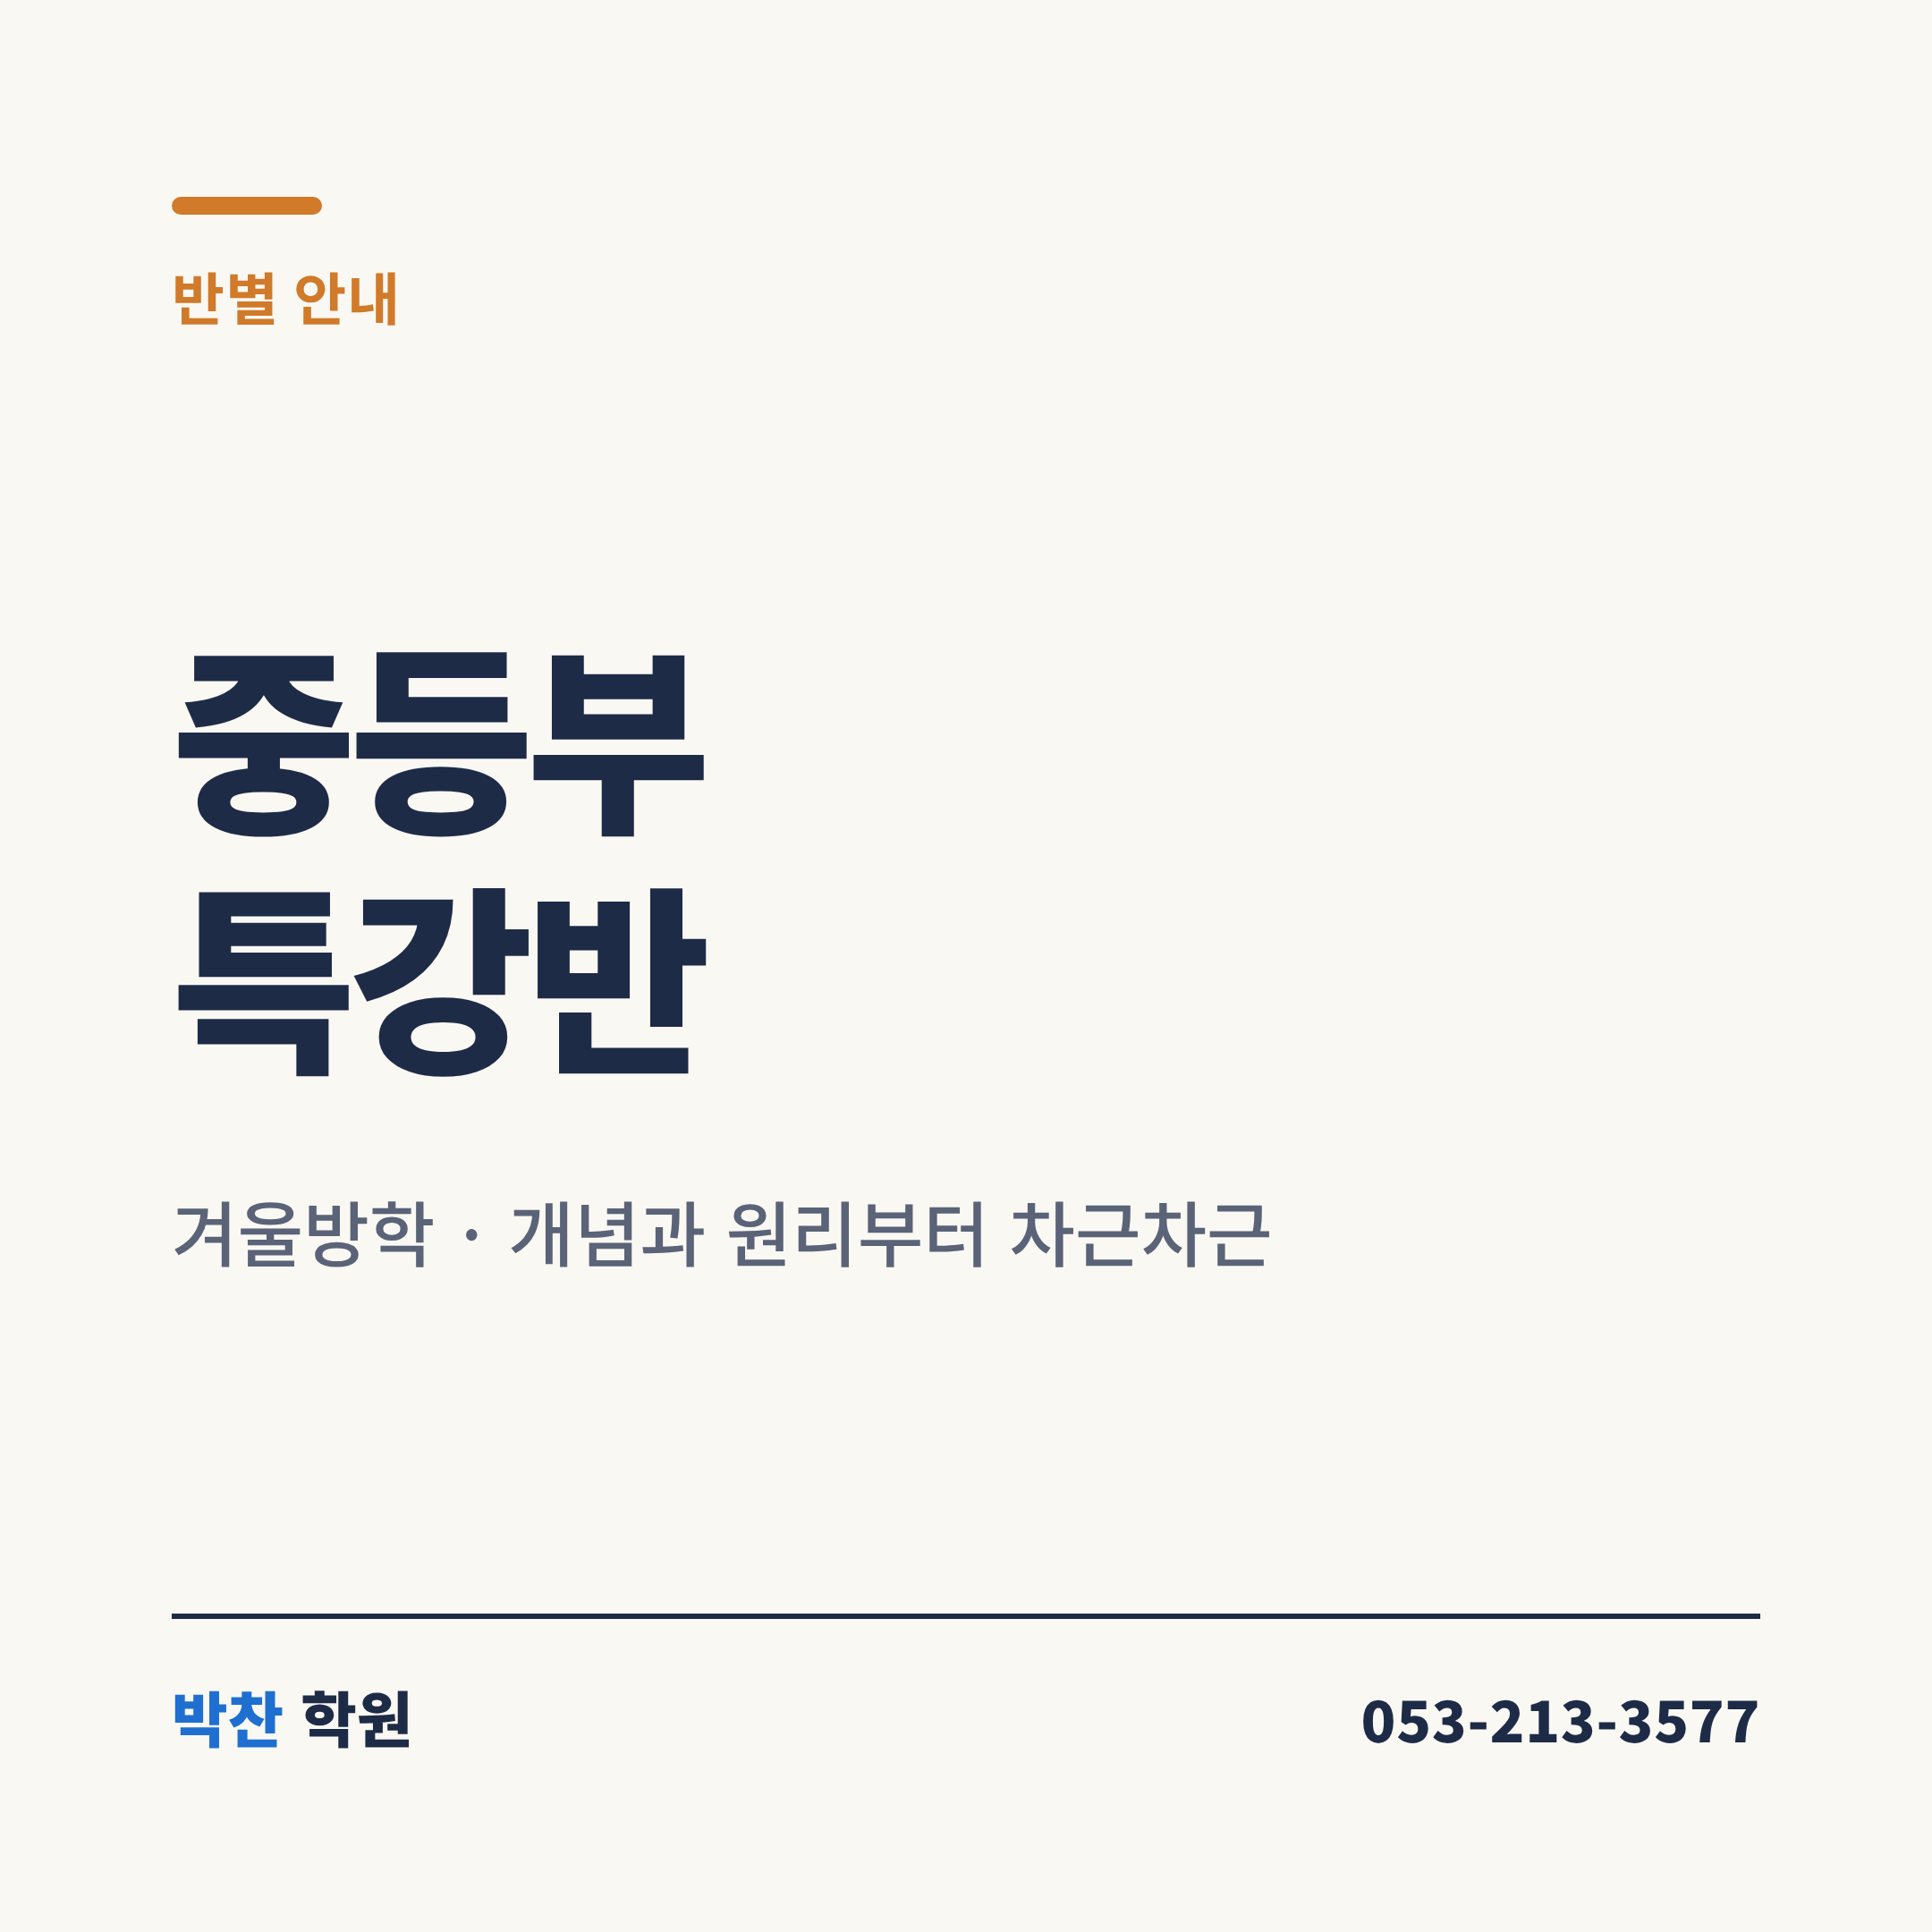 반별 안내
중등부
특강반
겨울방학 · 개념과 원리부터 차근차근
박찬 학원
053-213-3577